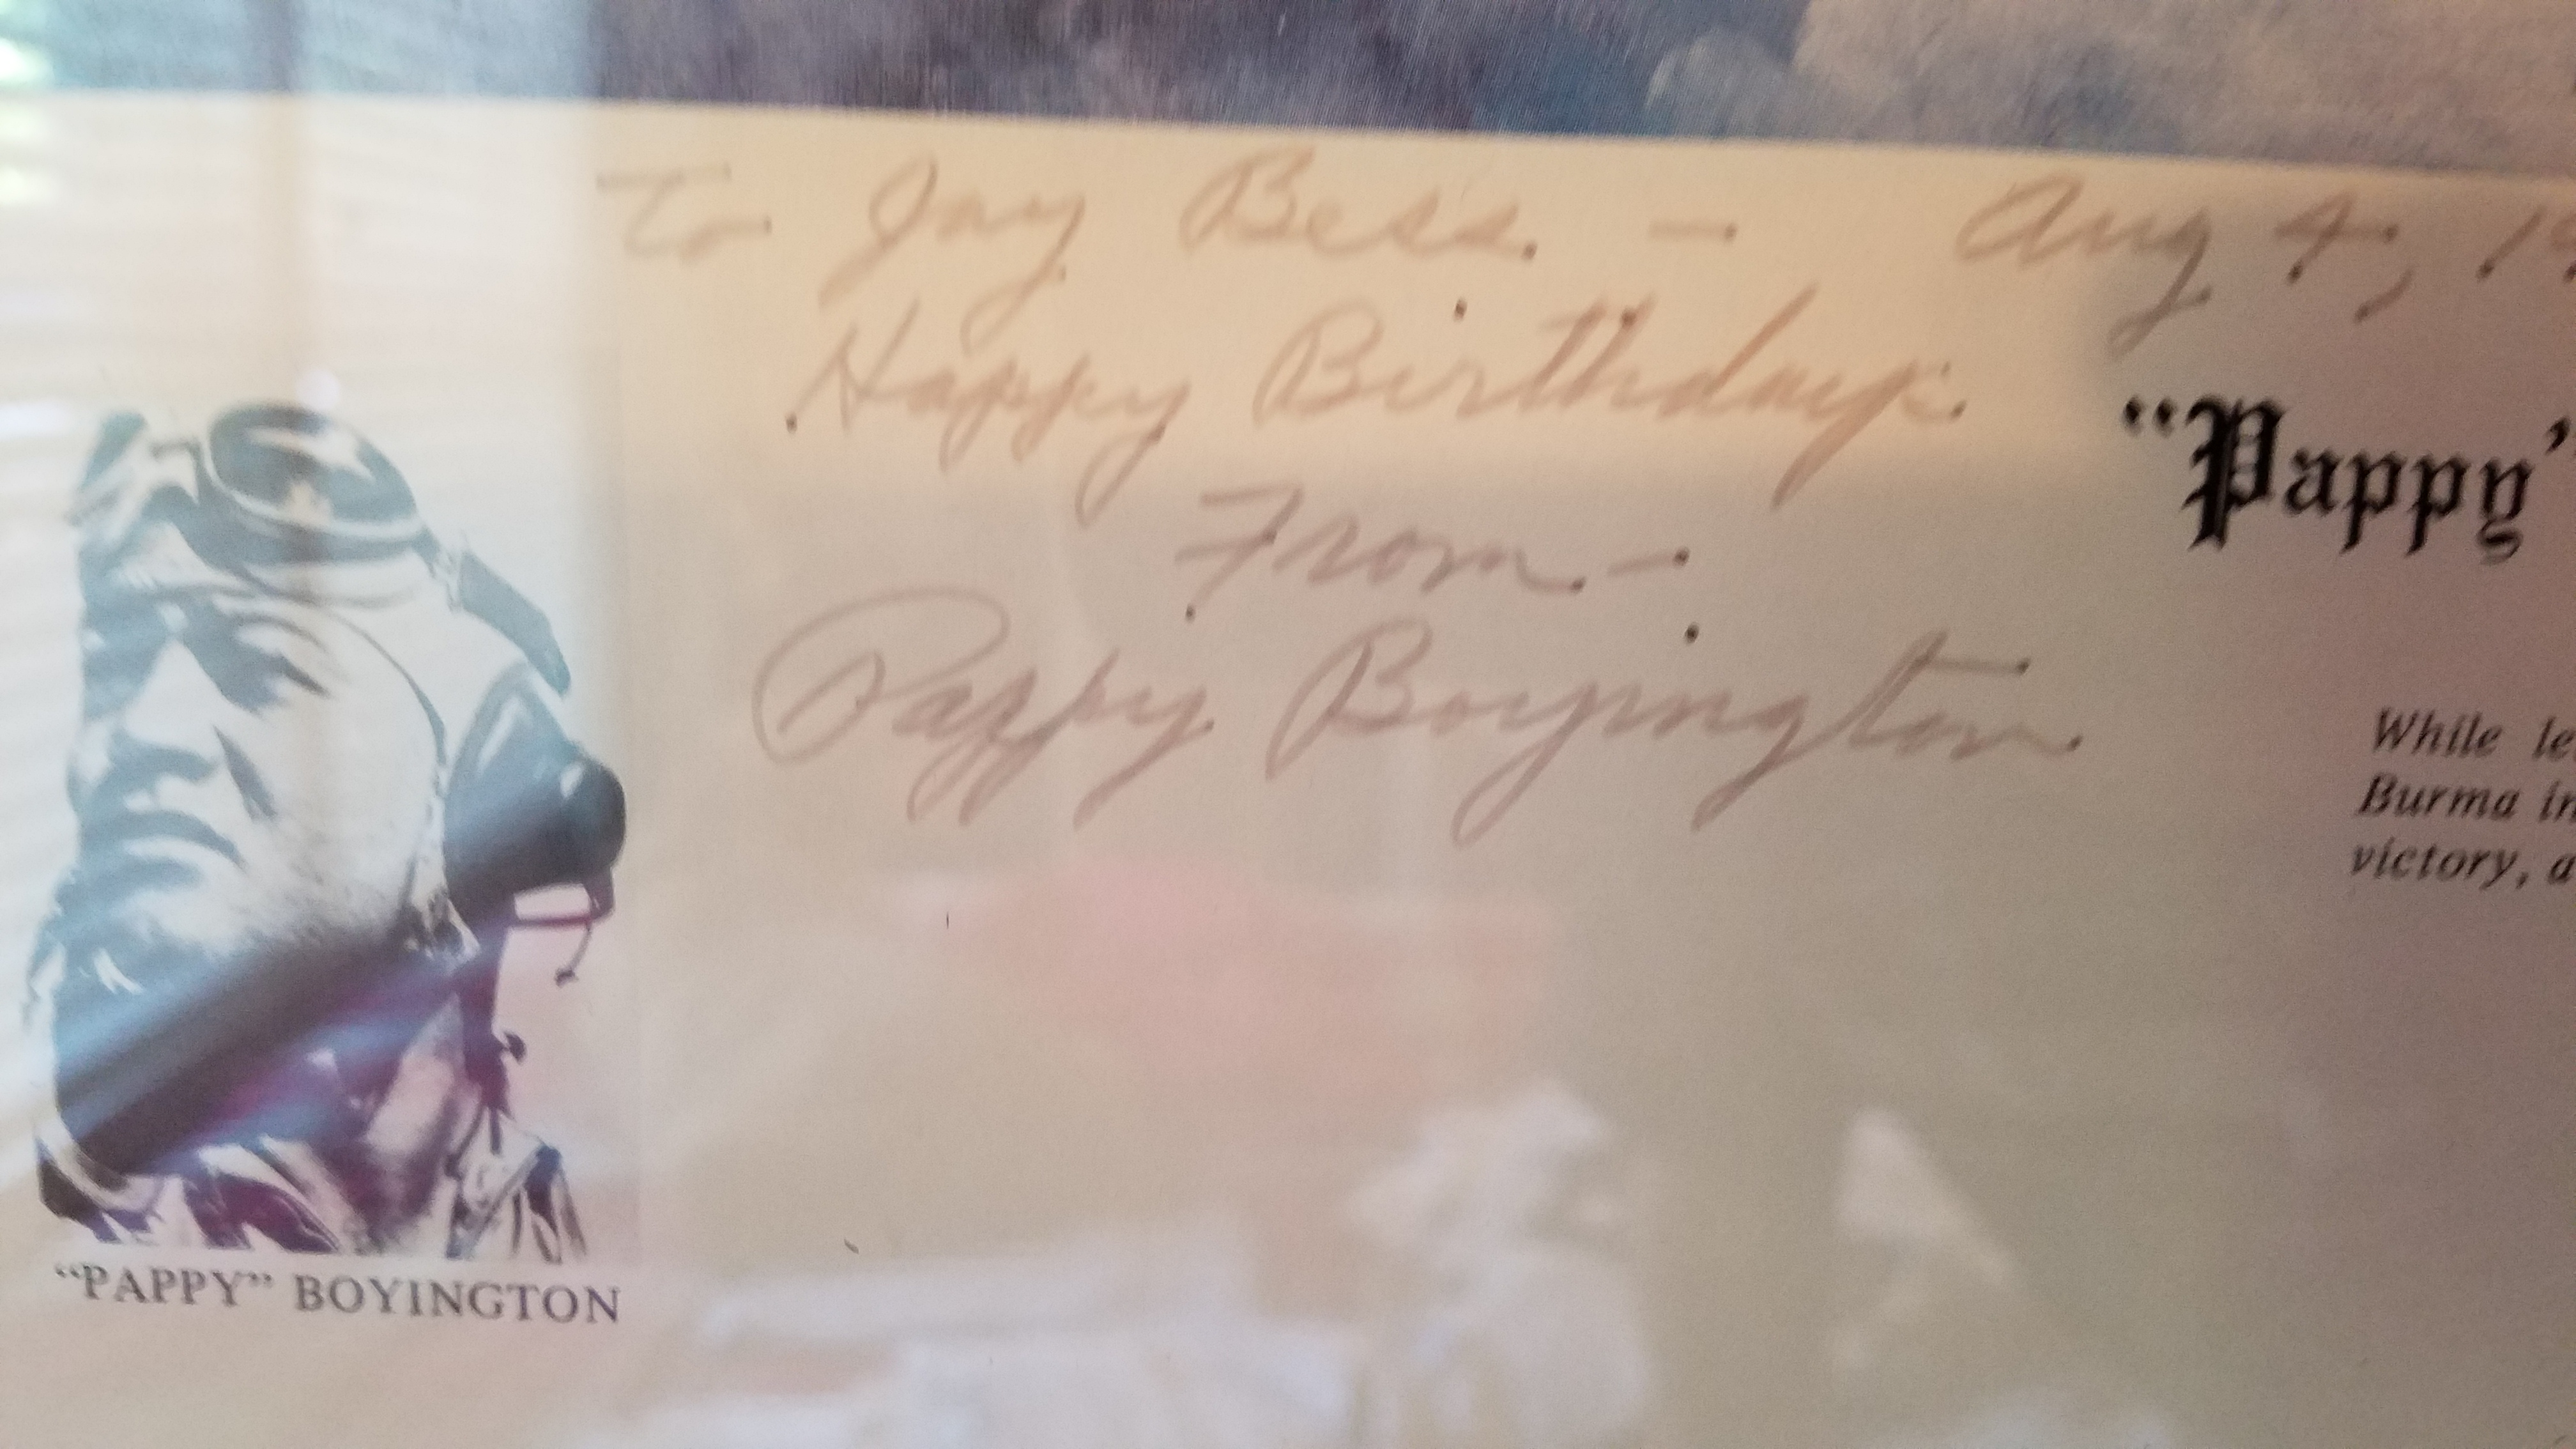 To Jay Bess. - Aug 4, 19
Happy Birthday.
From -
Pappy Boyington
"Pappy"
While le
Burma in
victory, a
"PAPPY" BOYINGTON